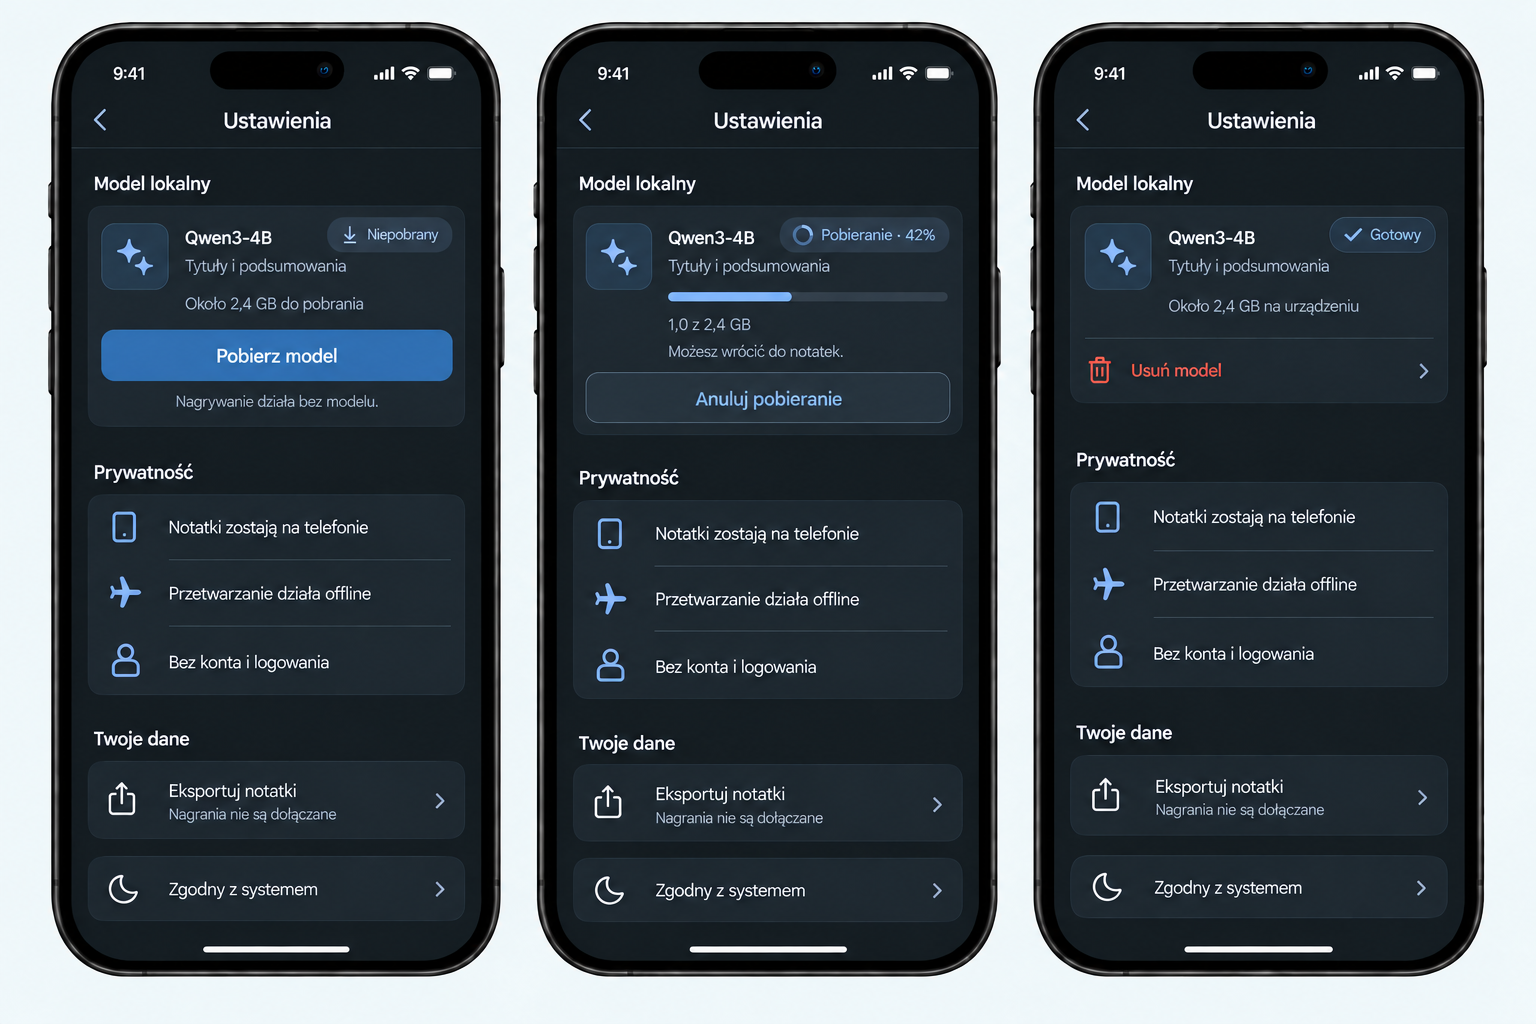 9:41
Ustawienia
Model lokalny
Qwen3-4B
Niepobrany
Tytuły i podsumowania
Około 2,4 GB do pobrania
Pobierz model
Nagrywanie działa bez modelu.
Prywatność
Notatki zostają na telefonie
Przetwarzanie działa offline
Bez konta i logowania
Twoje dane
Eksportuj notatki
Nagrania nie są dołączane
Zgodny z systemem
9:41
Ustawienia
Model lokalny
Qwen3-4B
Pobieranie · 42%
Tytuły i podsumowania
1,0 z 2,4 GB
Możesz wrócić do notatek.
Anuluj pobieranie
Prywatność
Notatki zostają na telefonie
Przetwarzanie działa offline
Bez konta i logowania
Twoje dane
Eksportuj notatki
Nagrania nie są dołączane
Zgodny z systemem
9:41
Ustawienia
Model lokalny
Qwen3-4B
Gotowy
Tytuły i podsumowania
Około 2,4 GB na urządzeniu
Usuń model
Prywatność
Notatki zostają na telefonie
Przetwarzanie działa offline
Bez konta i logowania
Twoje dane
Eksportuj notatki
Nagrania nie są dołączane
Zgodny z systemem